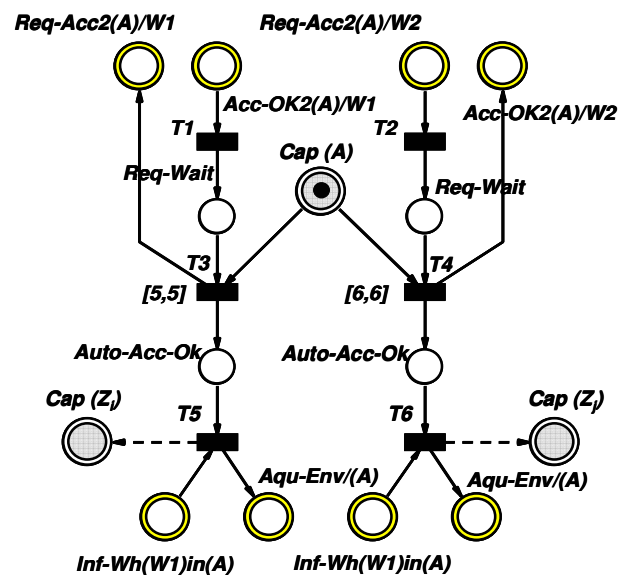 Req-Acc2(A)/W1 Req-Acc2(A)/W2
Acc-OK2(A)/W1 Acc-OK2(A)/W2
T1 T2
Cap (A)
Req-Wait Req-Wait
T3 T4
[5,5] [6,6]
Auto-Acc-Ok Auto-Acc-Ok
Cap (Zi) Cap (Zj)
T5 T6
Aqu-Env/(A) Aqu-Env/(A)
Inf-Wh(W1)in(A) Inf-Wh(W1)in(A)